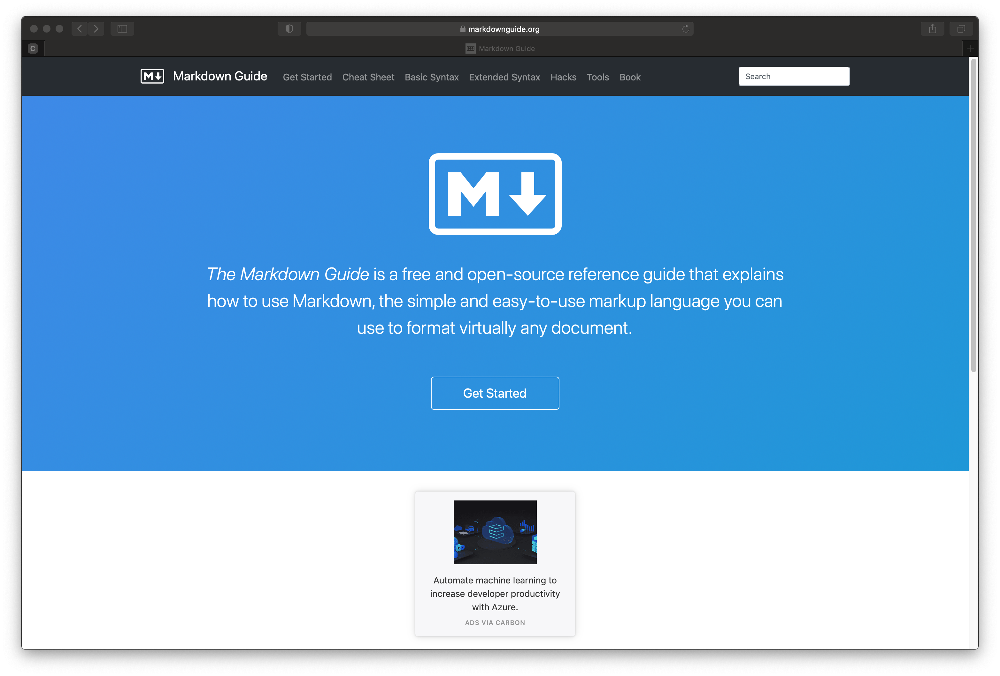 markdownguide.org
C
Markdown Guide
M Markdown Guide Get Started Cheat Sheet Basic Syntax Extended Syntax Hacks Tools Book Search
M
The Markdown Guide is a free and open-source reference guide that explains
how to use Markdown, the simple and easy-to-use markup language you can
use to format virtually any document.
Get Started
Automate machine learning to
increase developer productivity
with Azure.
ADS VIA CARBON